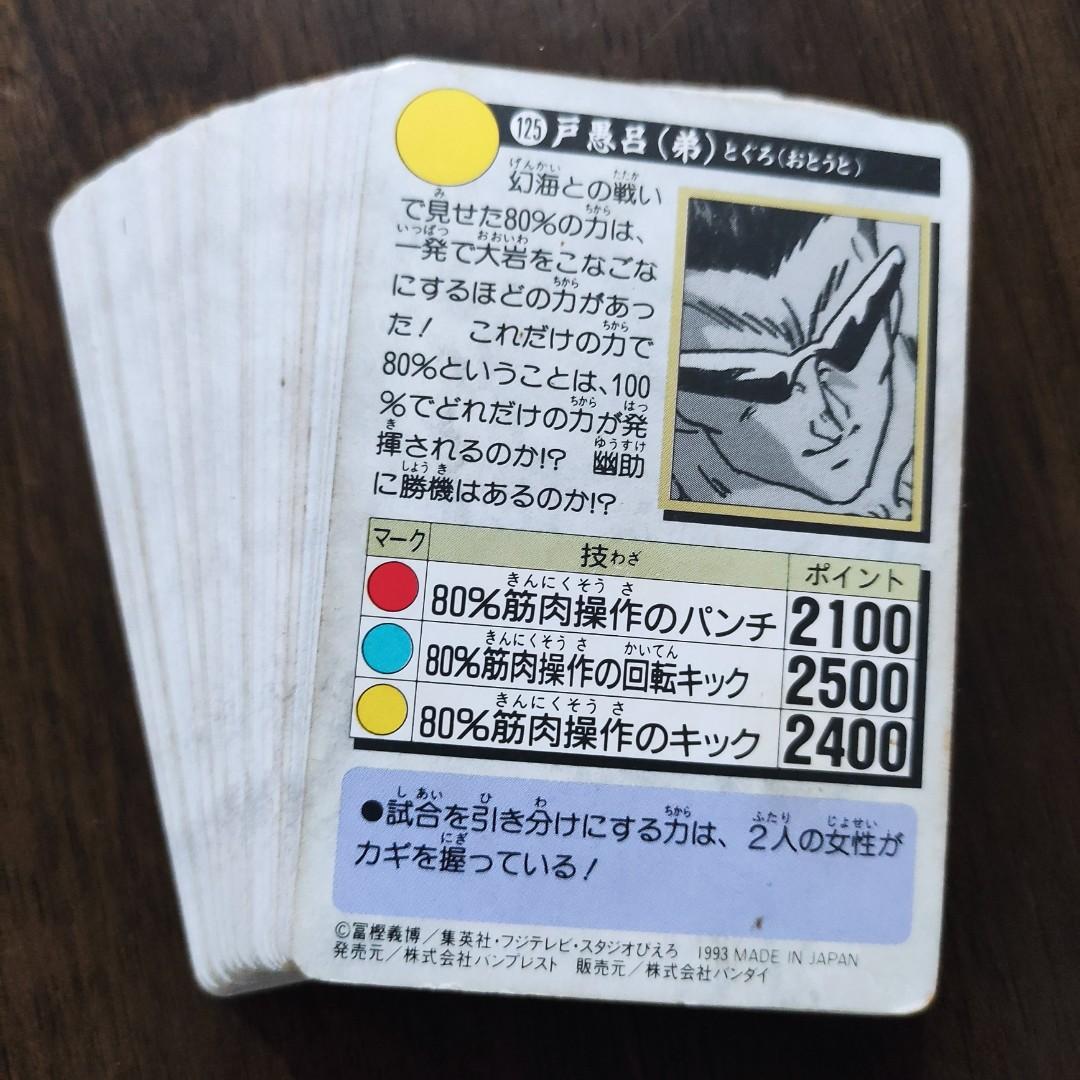 125 戸愚呂(弟)とぐろ(おとうと)
幻海との戦い
で見せた80%の力は、
一発で大岩をこなごな
にするほどの力があっ
た! これだけの力で
80%ということは、100
%でどれだけの力が発
揮されるのか!? 幽助
に勝機はあるのか!?
マーク 技わざ ポイント
80%筋肉操作のパンチ 2100
80%筋肉操作の回転キック 2500
80%筋肉操作のキック 2400
●試合を引き分けにする力は、2人の女性が
カギを握っている!
©冨樫義博/集英社・フジテレビ・スタジオぴえろ 1993 MADE IN JAPAN
発売元/株式会社バンプレスト 販売元/株式会社バンダイ